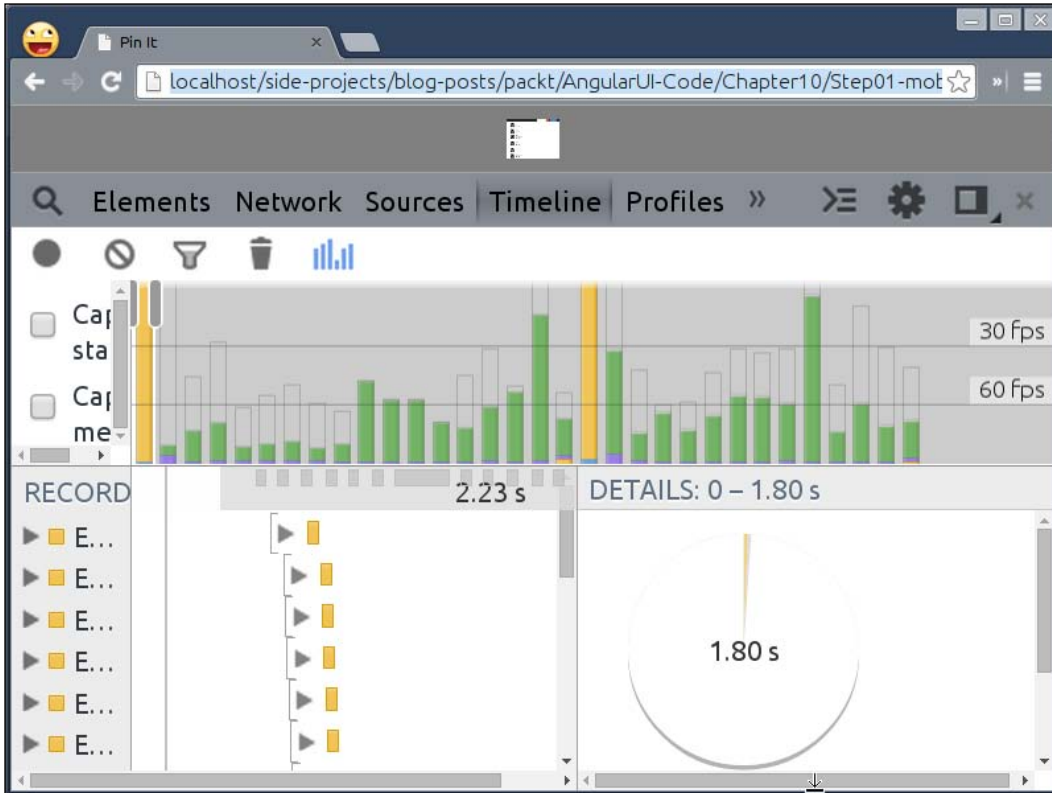 Pin It
localhost/side-projects/blog-posts/packt/AngularUI-Code/Chapter10/Step01-mob
Elements Network Sources Timeline Profiles »
Cap
sta
Cap
me
30 fps
60 fps
RECORD
2.23 s
DETAILS: 0 – 1.80 s
E...
E...
E...
E...
E...
E...
1.80 s